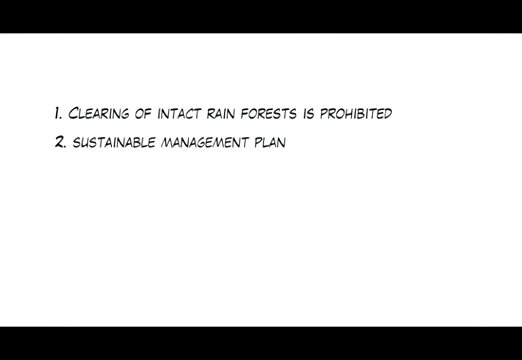 1. Clearing of intact rain forests is prohibited
2. sustainable management plan